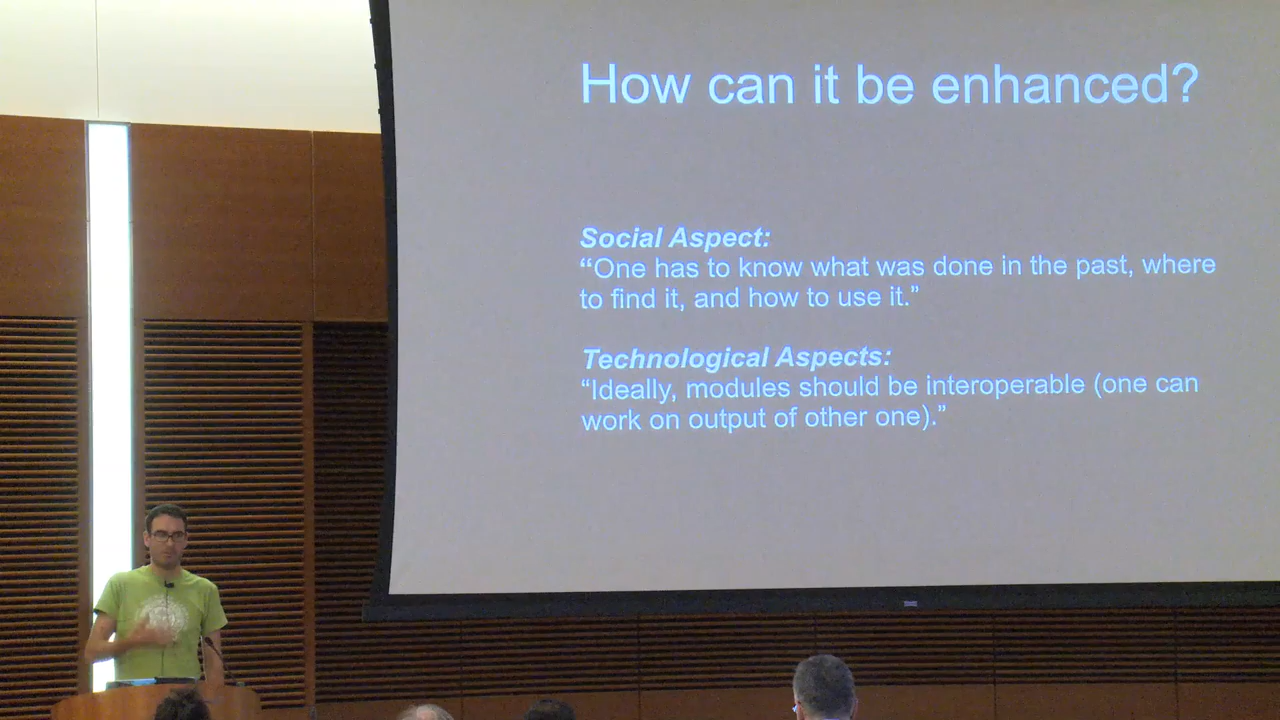 How can it be enhanced?
Social Aspect:
“One has to know what was done in the past, where
to find it, and how to use it.”
Technological Aspects:
“Ideally, modules should be interoperable (one can
work on output of other one).”